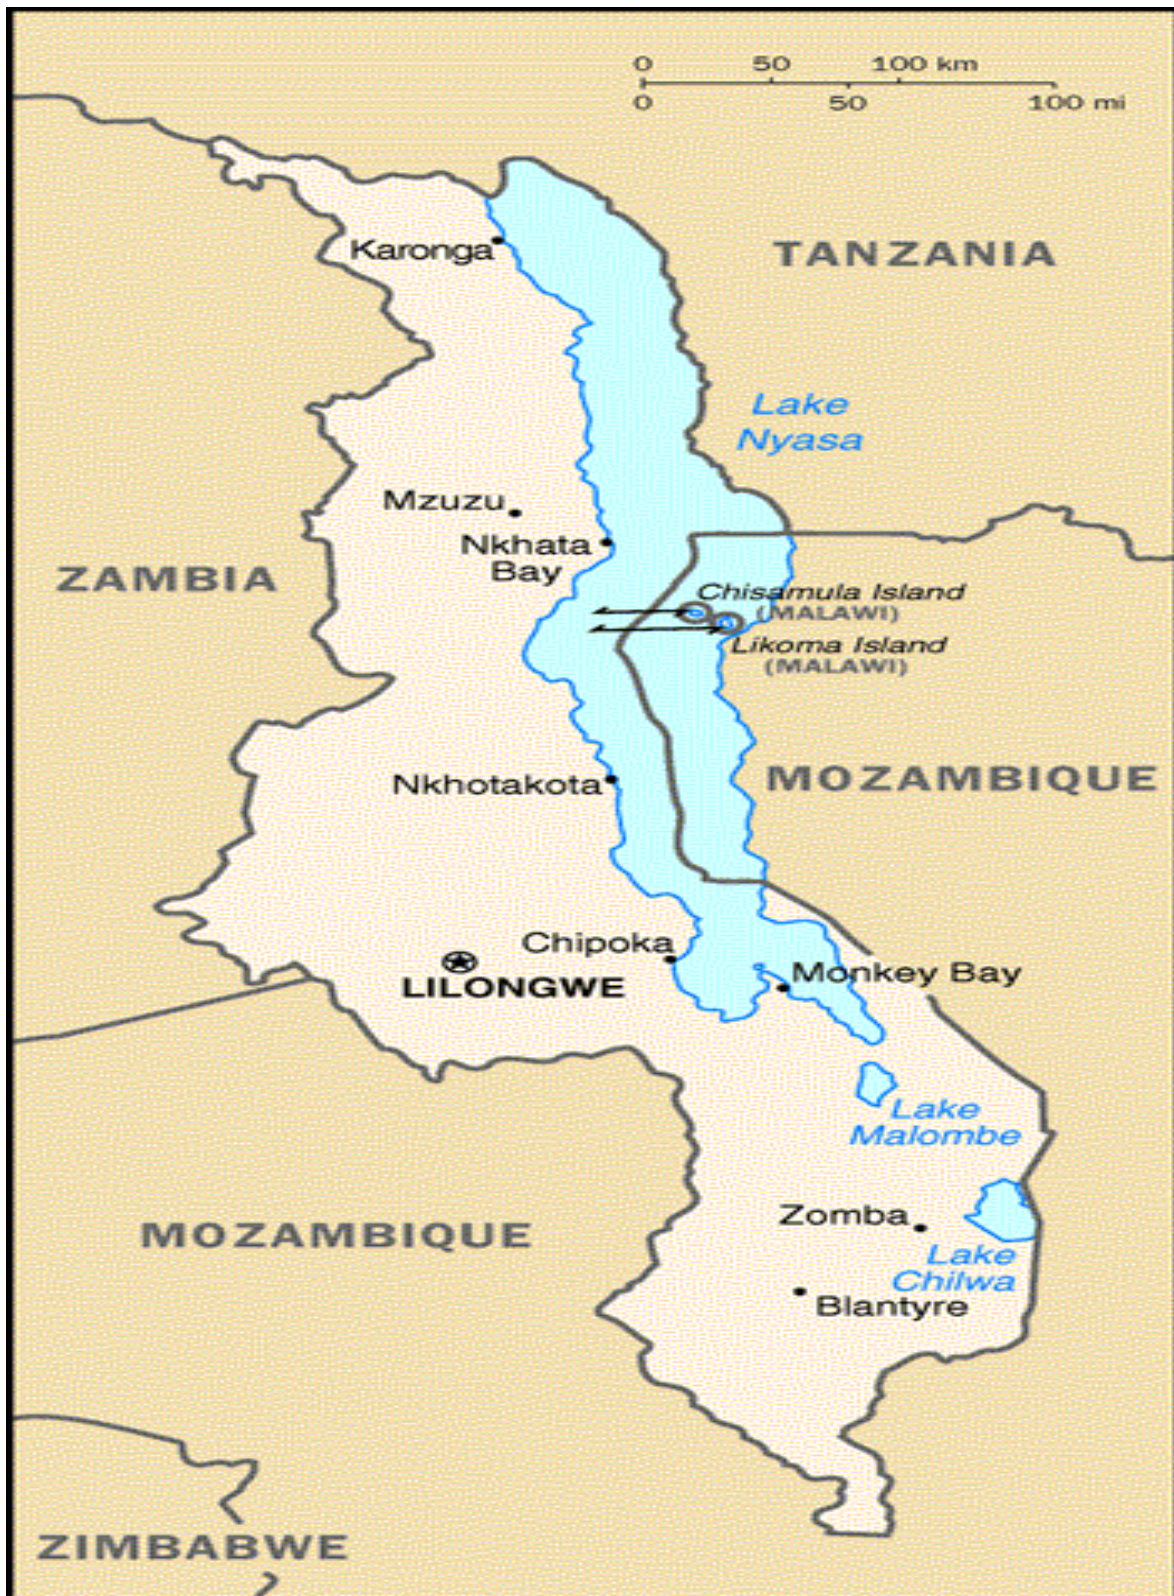 0 50 100 km
0 50 100 mi
Karonga
TANZANIA
Lake
Nyasa
Mzuzu
Nkhata
Bay
ZAMBIA
Chisamula Island
(MALAWI)
Likoma Island
(MALAWI)
Nkhotakota
MOZAMBIQUE
Chipoka
Monkey Bay
LILONGWE
Lake
Malombe
Zomba
MOZAMBIQUE
Lake
Chilwa
Blantyre
ZIMBABWE